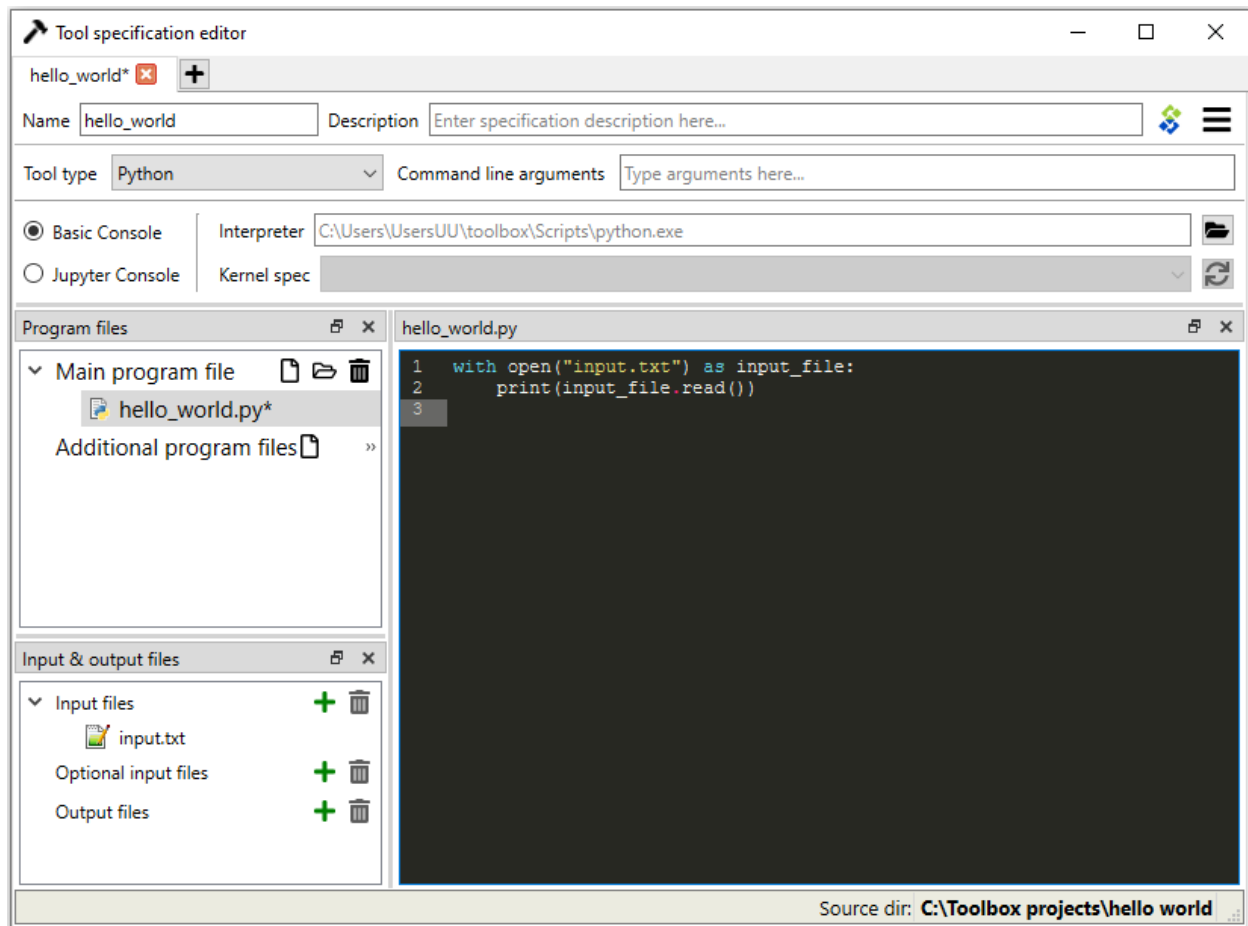 Tool specification editor
hello_world*
Name hello_world Description Enter specification description here...
Tool type Python Command line arguments Type arguments here...
Basic Console Interpreter C:\Users\UsersUU\toolbox\Scripts\python.exe
Jupyter Console Kernel spec
Program files
Main program file
hello_world.py*
Additional program files
hello_world.py
1 with open("input.txt") as input_file:
2     print(input_file.read())
3
Input & output files
Input files
input.txt
Optional input files
Output files
Source dir: C:\Toolbox projects\hello world